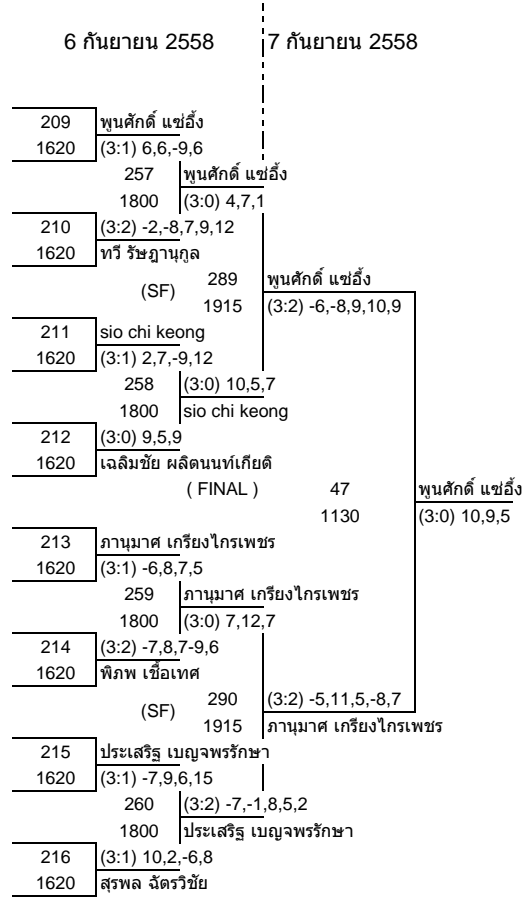 6 กันยายน 2558
7 กันยายน 2558
209
พูนศักดิ์ แซ่อึ้ง
1620
(3:1) 6,6,-9,6
257
พูนศักดิ์ แซ่อึ้ง
1800
(3:0) 4,7,1
210
(3:2) -2,-8,7,9,12
1620
ทวี รัษฎานุกูล
(SF)
289
พูนศักดิ์ แซ่อึ้ง
1915
(3:2) -6,-8,9,10,9
211
sio chi keong
1620
(3:1) 2,7,-9,12
258
(3:0) 10,5,7
1800
sio chi keong
212
(3:0) 9,5,9
1620
เฉลิมชัย ผลิตนนท์เกียติ
( FINAL )
47
พูนศักดิ์ แซ่อึ้ง
1130
(3:0) 10,9,5
213
ภานุมาศ เกรียงไกรเพชร
1620
(3:1) -6,8,7,5
259
ภานุมาศ เกรียงไกรเพชร
1800
(3:0) 7,12,7
214
(3:2) -7,8,7-9,6
1620
พิภพ เชื้อเทศ
(SF)
290
(3:2) -5,11,5,-8,7
1915
ภานุมาศ เกรียงไกรเพชร
215
ประเสริฐ เบญจพรรักษา
1620
(3:1) -7,9,6,15
260
(3:2) -7,-1,8,5,2
1800
ประเสริฐ เบญจพรรักษา
216
(3:1) 10,2,-6,8
1620
สุรพล ฉัตรวิชัย